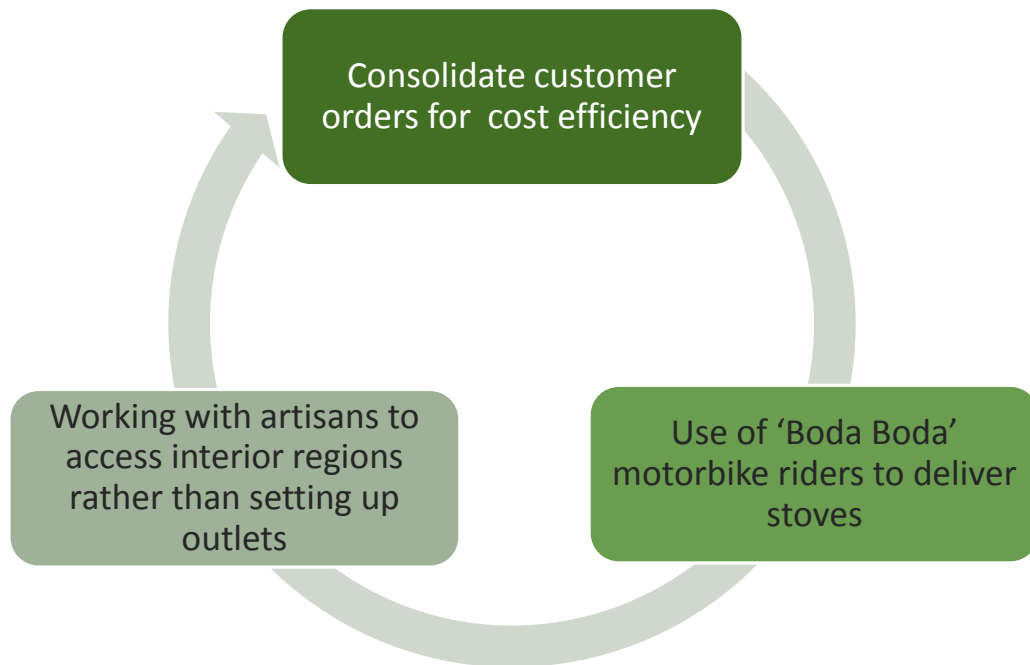 Consolidate customer
orders for  cost efficiency
Use of ‘Boda Boda’
motorbike riders to deliver
stoves
Working with artisans to
access interior regions
rather than setting up
outlets